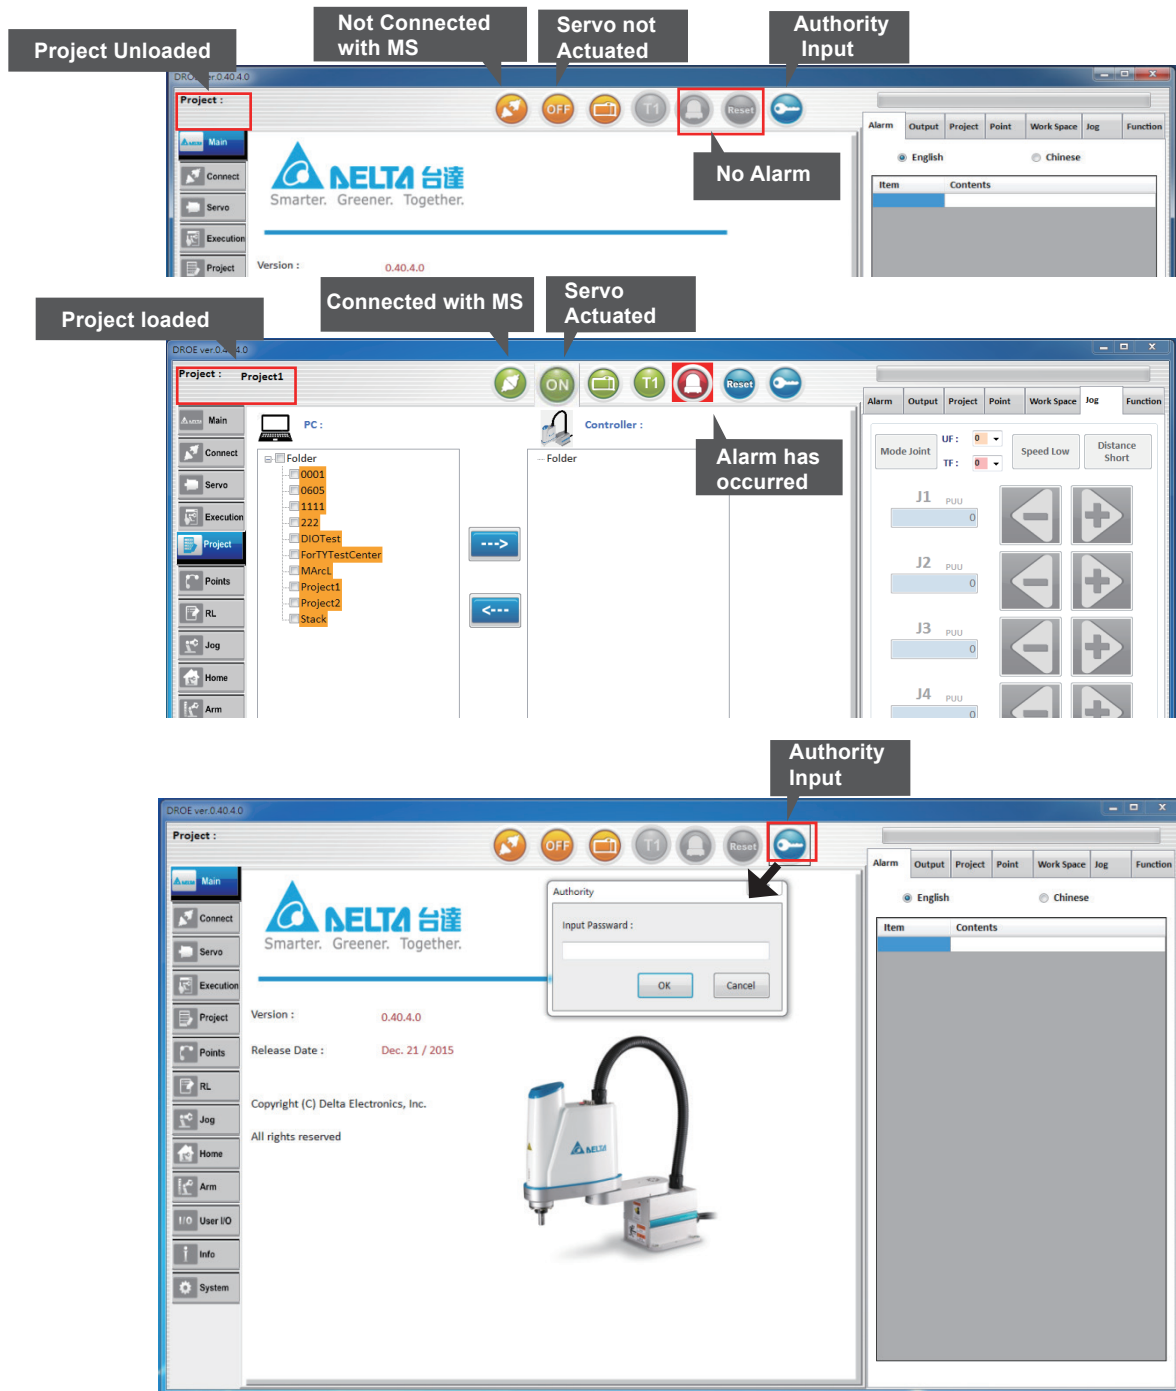 Not Connected
with MS
Servo not
Actuated
Authority
Input
Project Unloaded
DROE ver.0.40.4.0
Project :
OFF
T1
Reset
No Alarm
Main
Connect
Servo
Execution
Project
DELTA 台達
Smarter. Greener. Together.
Version :
0.40.4.0
Alarm
Output
Project
Point
Work Space
Jog
Function
English
Chinese
Item
Contents
Connected with MS
Servo
Actuated
Project loaded
DROE ver.0.40.4.0
Project :
Project1
ON
T1
Reset
Alarm has
occurred
Main
Connect
Servo
Execution
Project
Points
RL
Jog
Home
Arm
PC :
Folder
0001
0605
1111
222
DIOTest
ForTYTestCenter
MArcL
Project1
Project2
Stack
--->
<---
Controller :
Folder
Alarm
Output
Project
Point
Work Space
Jog
Function
Mode Joint
UF :
0
TF :
0
Speed Low
Distance
Short
J1
PUU
0
J2
PUU
0
J3
PUU
0
J4
PUU
0
Authority
Input
DROE ver.0.40.4.0
Project :
OFF
T1
Reset
Main
Connect
Servo
Execution
Project
Points
RL
Jog
Home
Arm
I/O
User I/O
Info
System
DELTA 台達
Smarter. Greener. Together.
Authority
Input Passward :
OK
Cancel
Version :
0.40.4.0
Release Date :
Dec. 21 / 2015
Copyright (C) Delta Electronics, Inc.
All rights reserved
DELTA
Alarm
Output
Project
Point
Work Space
Jog
Function
English
Chinese
Item
Contents